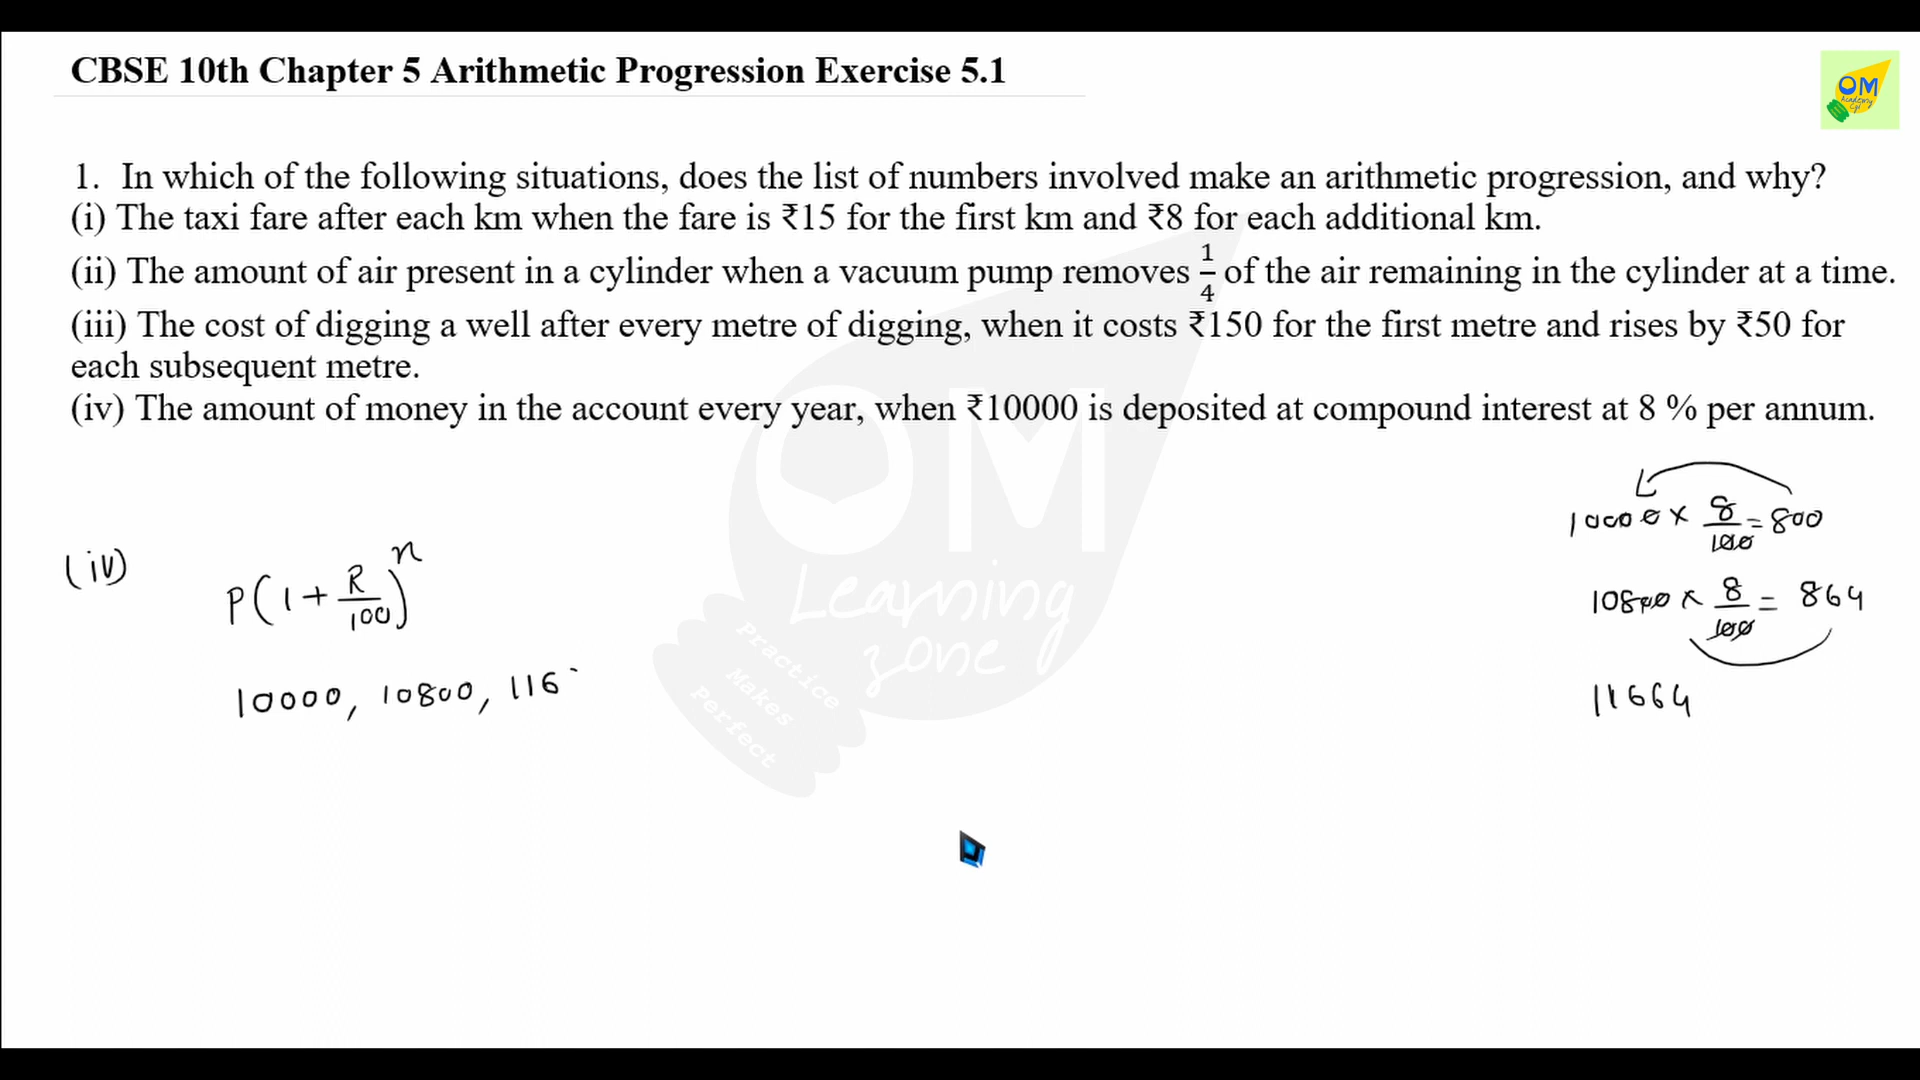 CBSE 10th Chapter 5 Arithmetic Progression Exercise 5.1
OM
Academy
1. In which of the following situations, does the list of numbers involved make an arithmetic progression, and why?
(i) The taxi fare after each km when the fare is ₹15 for the first km and ₹8 for each additional km.
(ii) The amount of air present in a cylinder when a vacuum pump removes 1/4 of the air remaining in the cylinder at a time.
(iii) The cost of digging a well after every metre of digging, when it costs ₹150 for the first metre and rises by ₹50 for
each subsequent metre.
(iv) The amount of money in the account every year, when ₹10000 is deposited at compound interest at 8 % per annum.
OM
Learning
zone
Practice
Makes
Perfect
(iv)
P(1+R/100)^n
10000, 10800, 116
10000 x 8/100 = 800
10800 x 8/100 = 864
11664